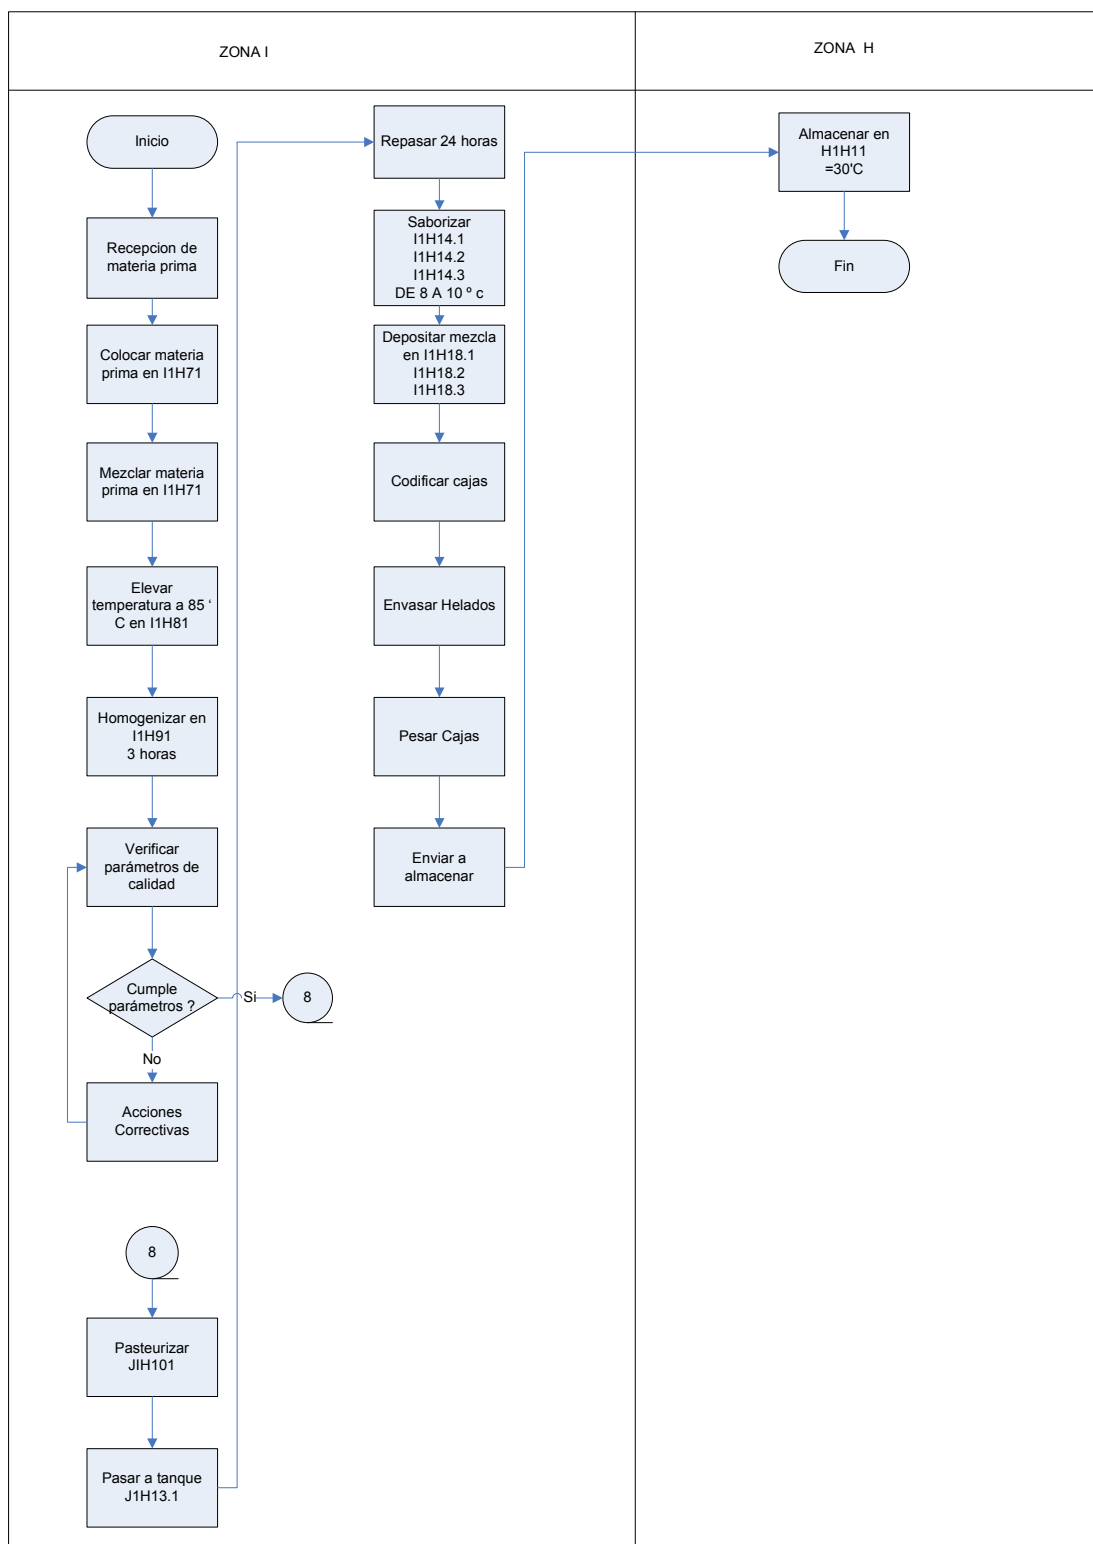 ZONA I
ZONA H
Inicio
Recepcion de
materia prima
Colocar materia
prima en I1H71
Mezclar materia
prima en I1H71
Elevar
temperatura a 85 ‘
C en I1H81
Homogenizar en
I1H91
3 horas
Verificar
parámetros de
calidad
Cumple
parámetros ?
Si
8
No
Acciones
Correctivas
8
Pasteurizar
JIH101
Pasar a tanque
J1H13.1
Repasar 24 horas
Saborizar
I1H14.1
I1H14.2
I1H14.3
DE 8 A 10 º c
Depositar mezcla
en I1H18.1
I1H18.2
I1H18.3
Codificar cajas
Envasar Helados
Pesar Cajas
Enviar a
almacenar
Almacenar en
H1H11
=30'C
Fin